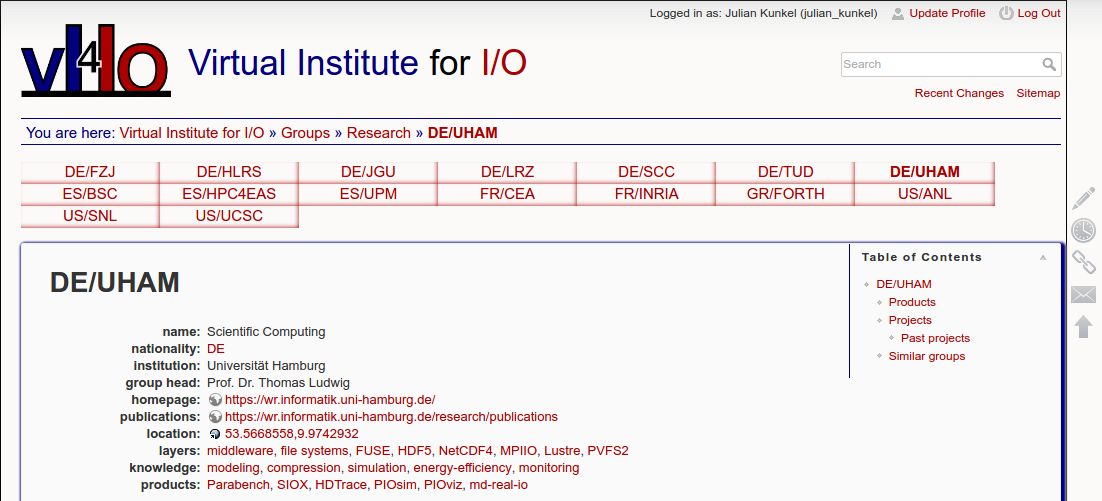 Logged in as: Julian Kunkel (julian_kunkel) Update Profile Log Out
vI4IO Virtual Institute for I/O
Search
Recent Changes Sitemap
You are here: Virtual Institute for I/O » Groups » Research » DE/UHAM
DE/FZJ DE/HLRS DE/JGU DE/LRZ DE/SCC DE/TUD DE/UHAM
ES/BSC ES/HPC4EAS ES/UPM FR/CEA FR/INRIA GR/FORTH US/ANL
US/SNL US/UCSC
Table of Contents
DE/UHAM
Products
Projects
Past projects
Similar groups
DE/UHAM
name: Scientific Computing
nationality: DE
institution: Universität Hamburg
group head: Prof. Dr. Thomas Ludwig
homepage: https://wr.informatik.uni-hamburg.de/
publications: https://wr.informatik.uni-hamburg.de/research/publications
location: 53.5668558,9.9742932
layers: middleware, file systems, FUSE, HDF5, NetCDF4, MPIIO, Lustre, PVFS2
knowledge: modeling, compression, simulation, energy-efficiency, monitoring
products: Parabench, SIOX, HDTrace, PIOsim, PIOviz, md-real-io